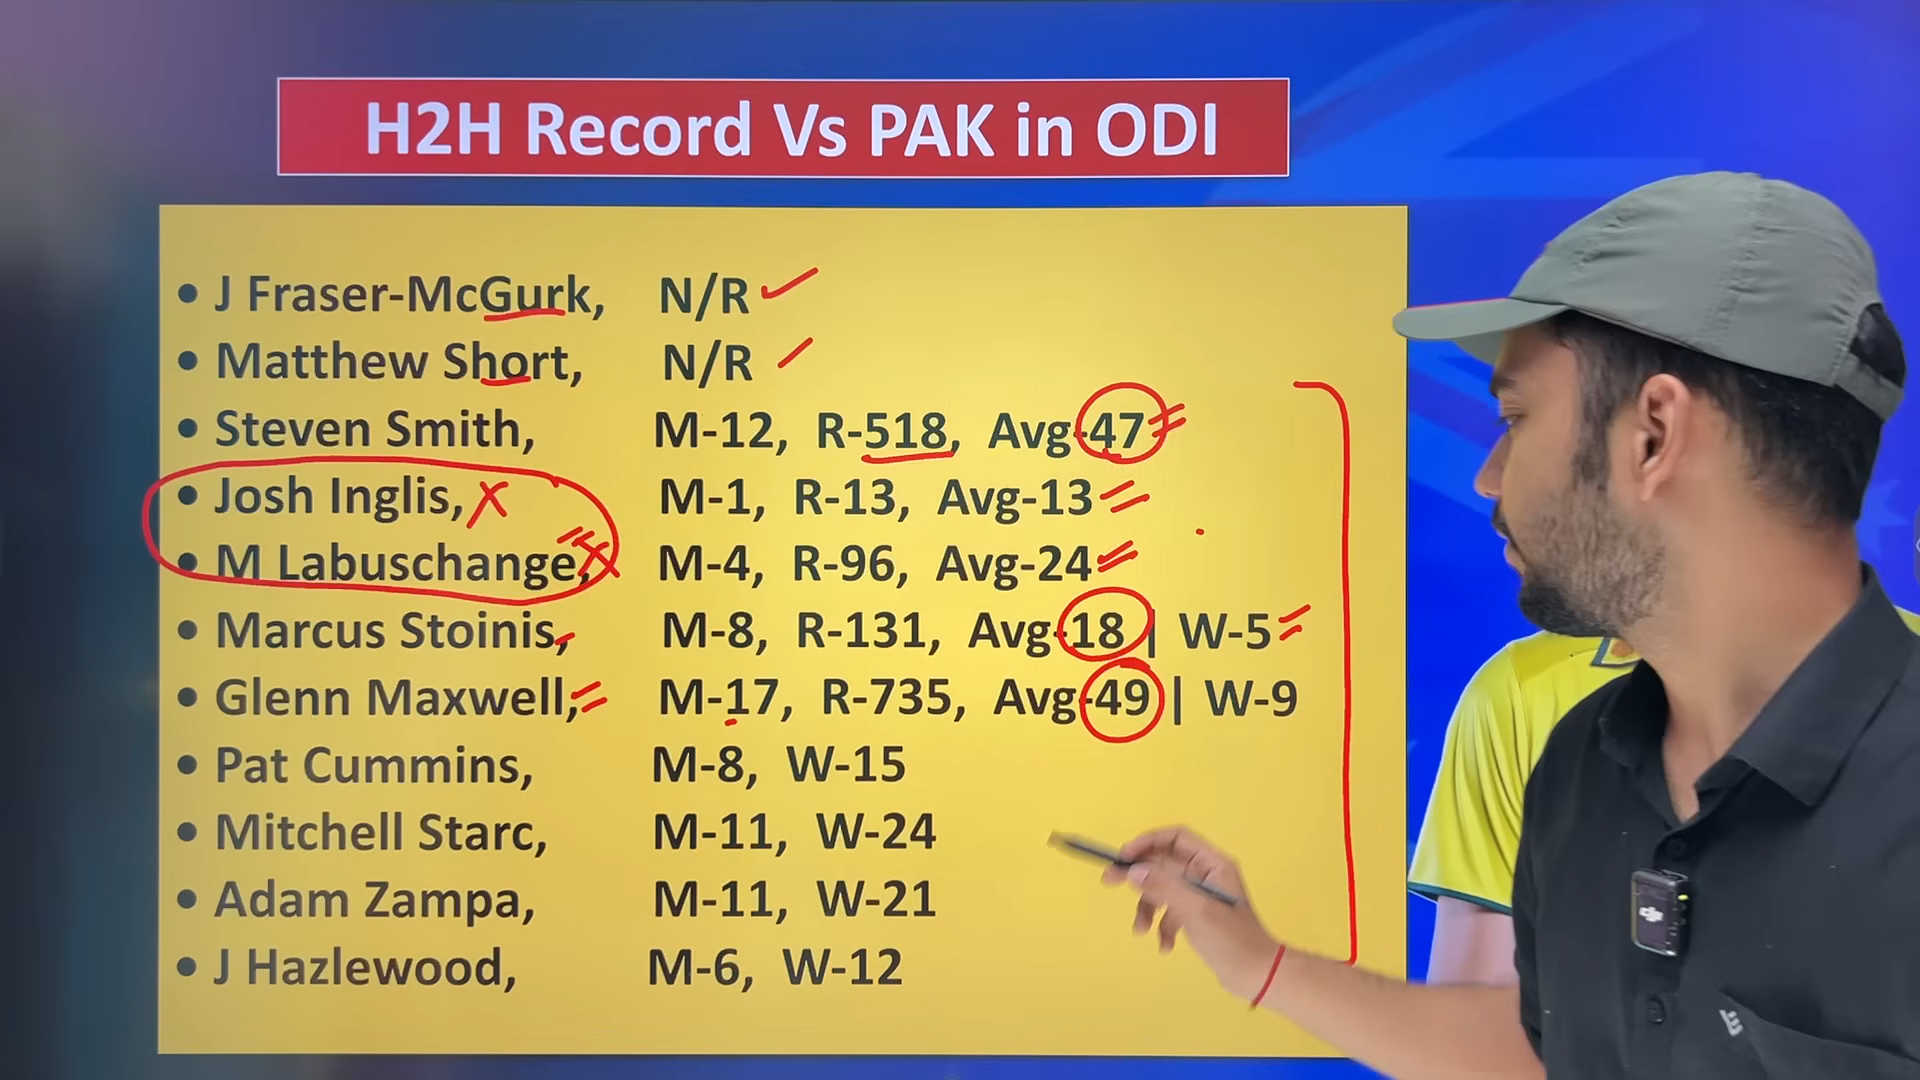 H2H Record Vs PAK in ODI
• J Fraser-McGurk, N/R
• Matthew Short, N/R
• Steven Smith, M-12, R-518, Avg-47
• Josh Inglis, M-1, R-13, Avg-13
• M Labuschange, M-4, R-96, Avg-24
• Marcus Stoinis, M-8, R-131, Avg-18 | W-5
• Glenn Maxwell, M-17, R-735, Avg-49 | W-9
• Pat Cummins, M-8, W-15
• Mitchell Starc, M-11, W-24
• Adam Zampa, M-11, W-21
• J Hazlewood, M-6, W-12
dji